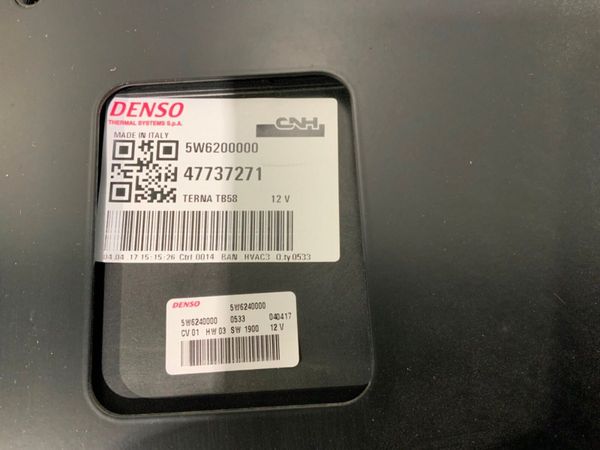 DENSO
THERMAL SYSTEMS S.p.A.
CNH
MADE IN ITALY
5W6200000
47737271
TERNA TB58 12 V
04.04.17 15:15:26 Ctrl 0014 BAN HVAC3 Q.ty 0533
DENSO
5W6240000
5W6240000 0533 040417
CV 01 HW 03 SW 1900 12 V